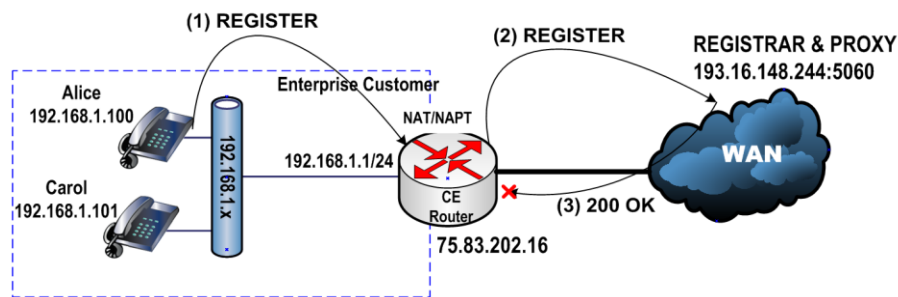 (1) REGISTER
(2) REGISTER
REGISTRAR & PROXY
193.16.148.244:5060
Enterprise Customer
Alice
192.168.1.100
NAT/NAPT
192.168.1.x
192.168.1.1/24
WAN
Carol
192.168.1.101
CE
Router
(3) 200 OK
75.83.202.16